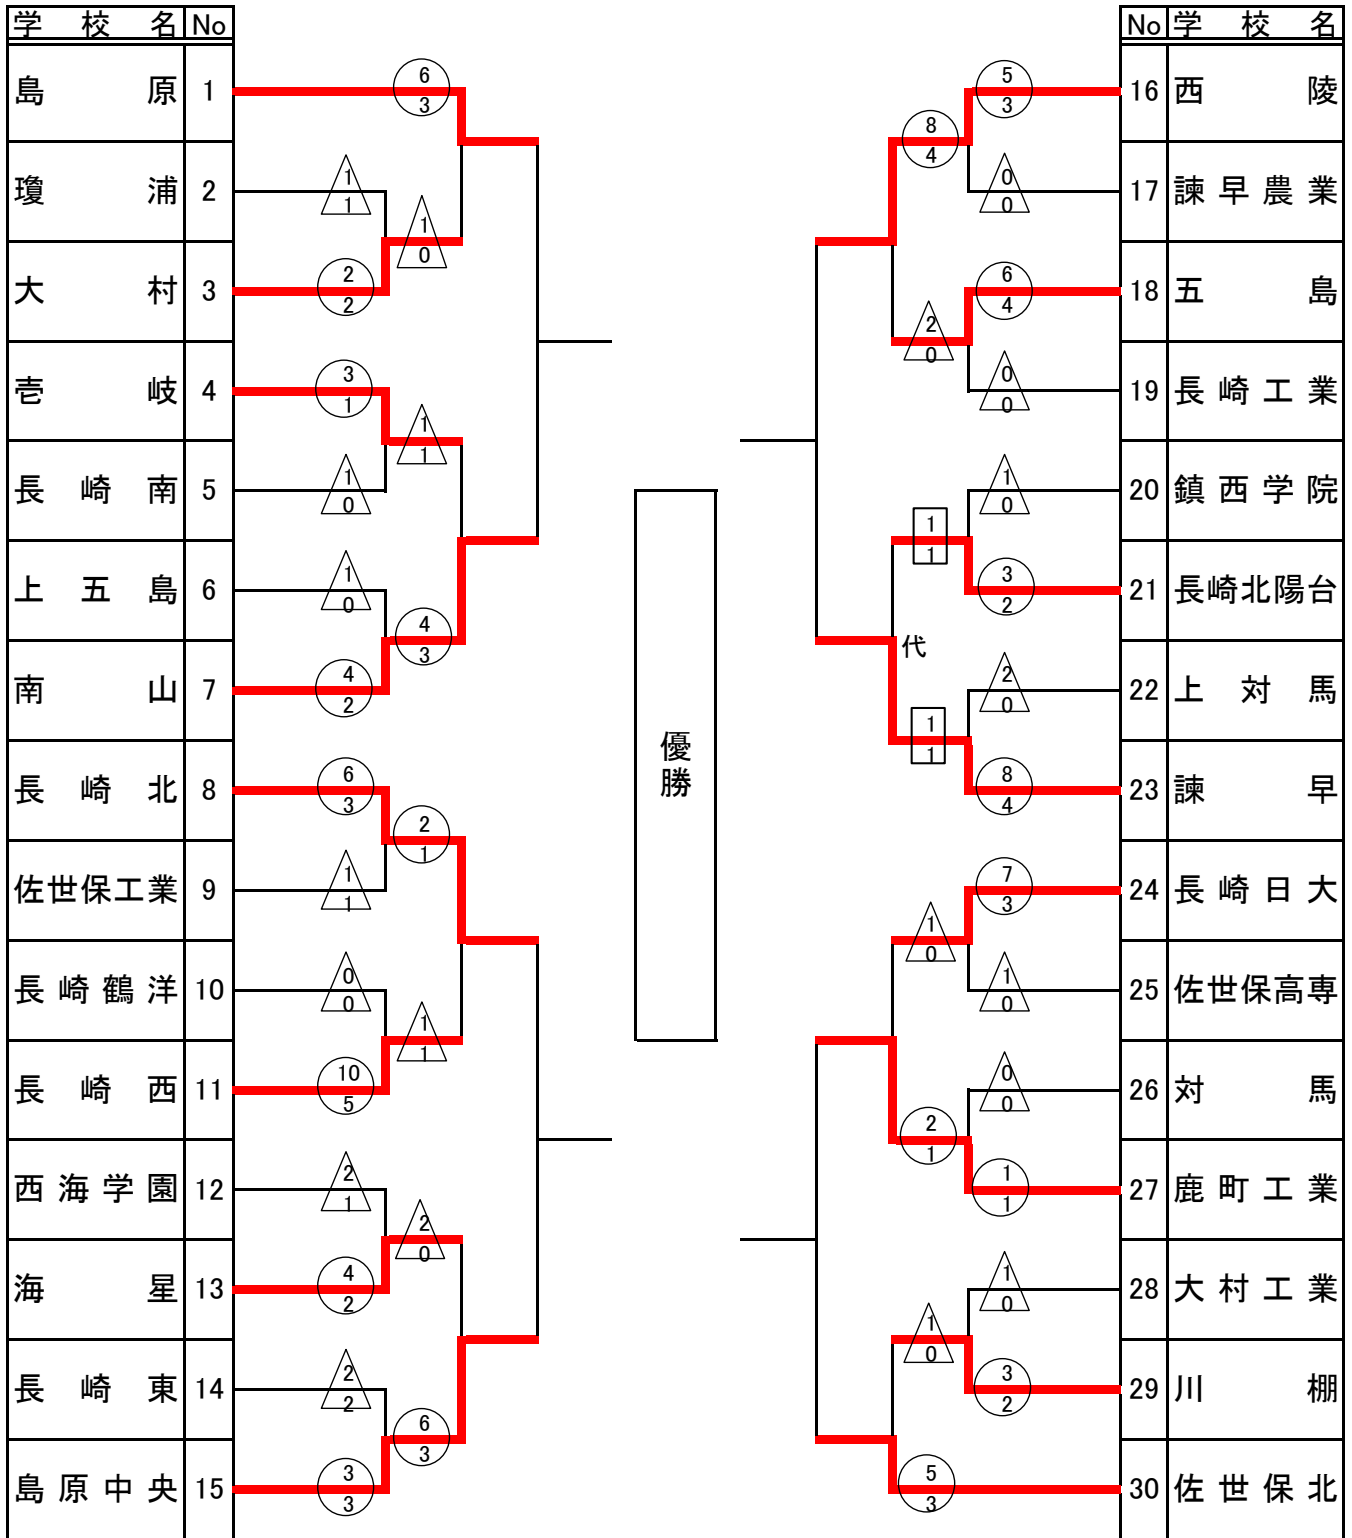 学校名 No
島原 1
6
3
瓊浦 2
1
1
1
0
大村 3
2
2
壱岐 4
3
1
1
1
長崎南 5
1
0
上五島 6
1
0
4
3
南山 7
4
2
長崎北 8
6
3
2
1
佐世保工業 9
1
1
長崎鶴洋 10
0
0
1
1
長崎西 11
10
5
西海学園 12
2
1
2
0
海星 13
4
2
長崎東 14
2
2
6
3
島原中央 15
3
3
優勝
No 学校名
5
3
16 西陵
8
4
0
0
17 諫早農業
6
4
18 五島
2
0
0
0
19 長崎工業
1
0
20 鎮西学院
1
1
3
2
21 長崎北陽台
代
2
0
22 上対馬
1
1
8
4
23 諫早
7
3
24 長崎日大
1
0
1
0
25 佐世保高専
0
0
26 対馬
2
1
1
1
27 鹿町工業
1
0
28 大村工業
1
0
3
2
29 川棚
5
3
30 佐世保北